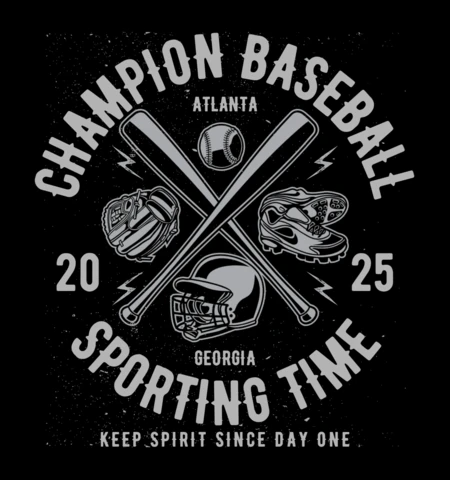 CHAMPION BASEBALL
ATLANTA
20 25
GEORGIA
SPORTING TIME
KEEP SPIRIT SINCE DAY ONE